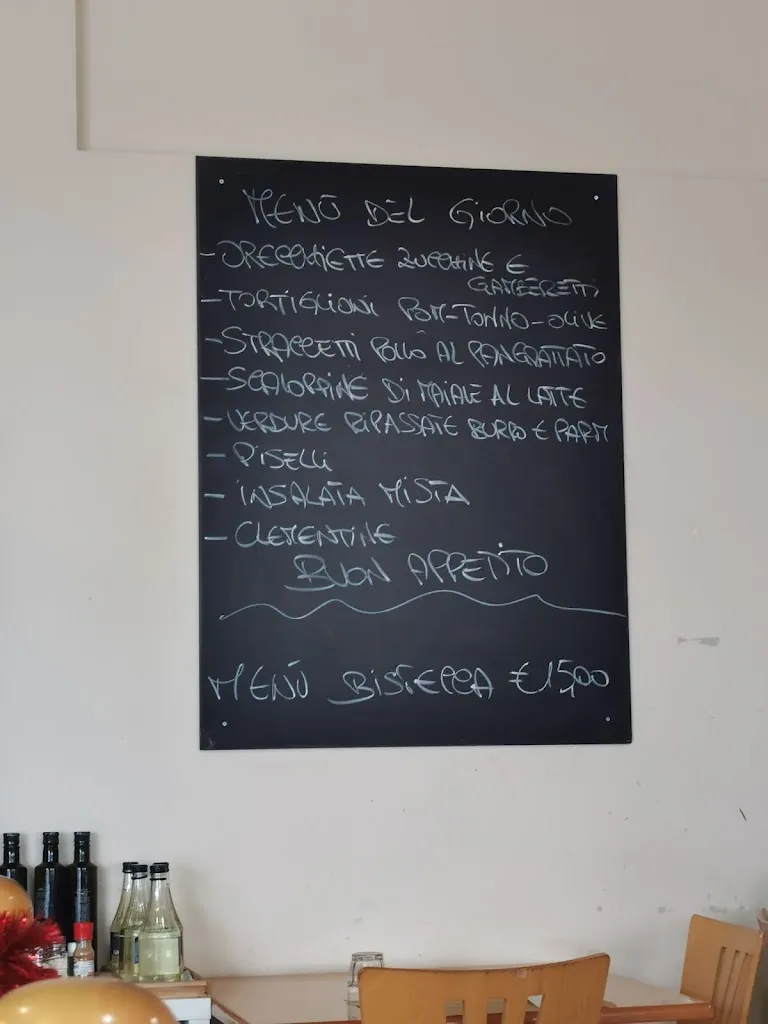 MENÙ DEL GIORNO
- ORECCHIETTE ZUCCHINE E
GAMBERETTI
- TORTIGLIONI POM-TONNO-OLIVE
- STRACCETTI POLLO AL PANGRATTATO
- SCALOPPINE DI MAIALE AL LATTE
- VERDURE RIPASSATE BURRO E PARM
- PISELLI
- INSALATA MISTA
- CLEMENTINE
BUON APPETITO
MENÙ BISTECCA €15,00